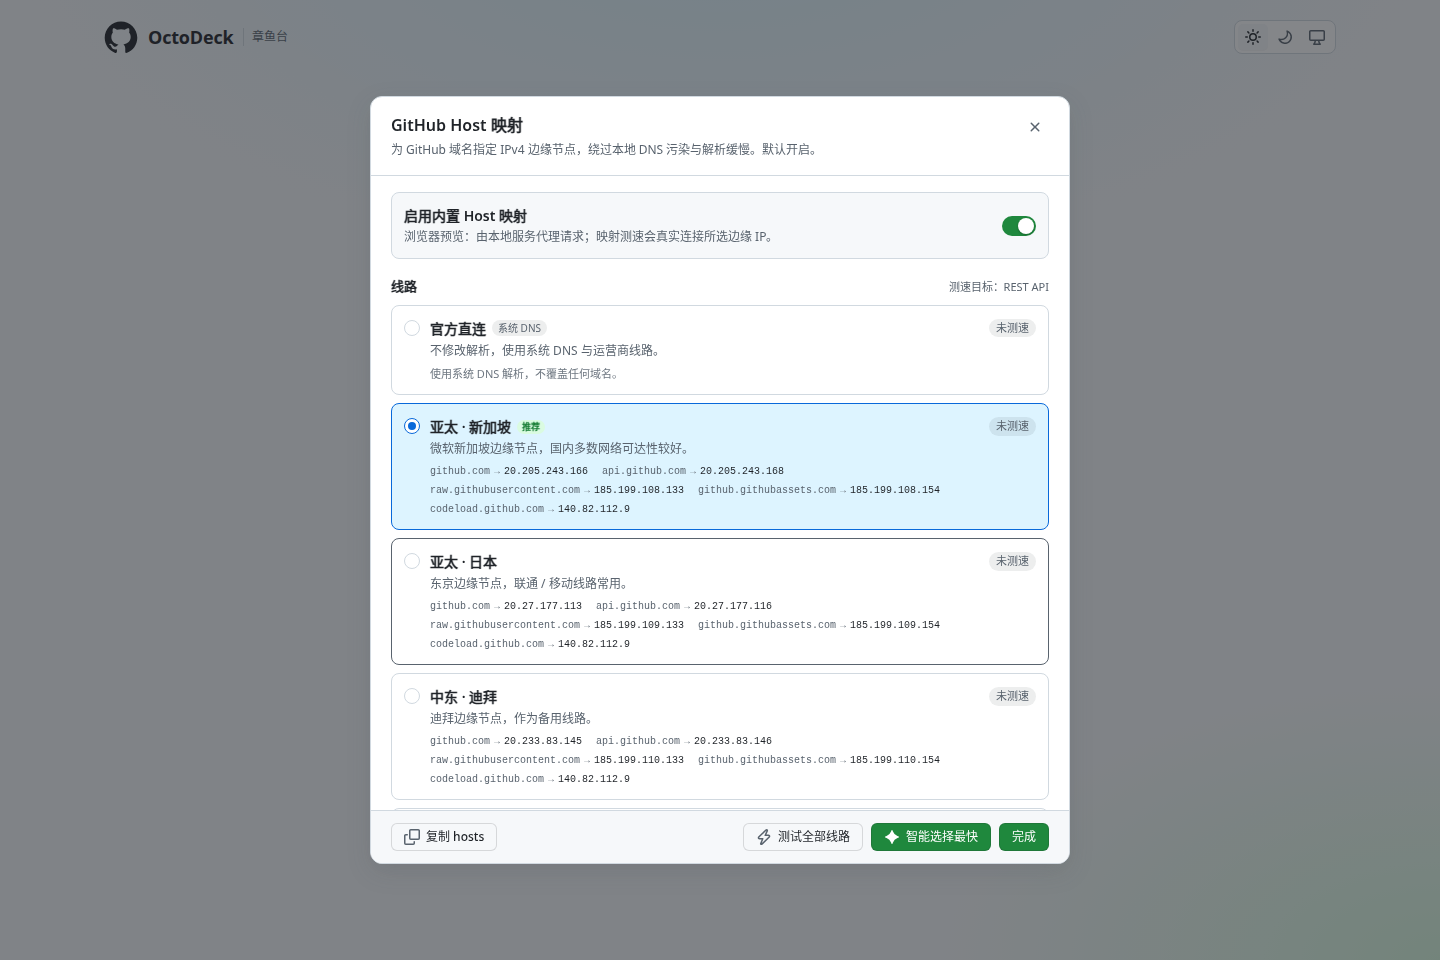 OctoDeck 章鱼台
GitHub Host 映射
为 GitHub 域名指定 IPv4 边缘节点，绕过本地 DNS 污染与解析缓慢。默认开启。
启用内置 Host 映射
浏览器预览：由本地服务代理请求；映射测速会真实连接所选边缘 IP。
线路 测速目标：REST API
官方直连 系统 DNS 未测速
不修改解析，使用系统 DNS 与运营商线路。
使用系统 DNS 解析，不覆盖任何域名。
亚太 · 新加坡 推荐 未测速
微软新加坡边缘节点，国内多数网络可达性较好。
github.com → 20.205.243.166 api.github.com → 20.205.243.168
raw.githubusercontent.com → 185.199.108.133 github.githubassets.com → 185.199.108.154
codeload.github.com → 140.82.112.9
亚太 · 日本 未测速
东京边缘节点，联通 / 移动线路常用。
github.com → 20.27.177.113 api.github.com → 20.27.177.116
raw.githubusercontent.com → 185.199.109.133 github.githubassets.com → 185.199.109.154
codeload.github.com → 140.82.112.9
中东 · 迪拜 未测速
迪拜边缘节点，作为备用线路。
github.com → 20.233.83.145 api.github.com → 20.233.83.146
raw.githubusercontent.com → 185.199.110.133 github.githubassets.com → 185.199.110.154
codeload.github.com → 140.82.112.9
复制 hosts 测试全部线路 智能选择最快 完成